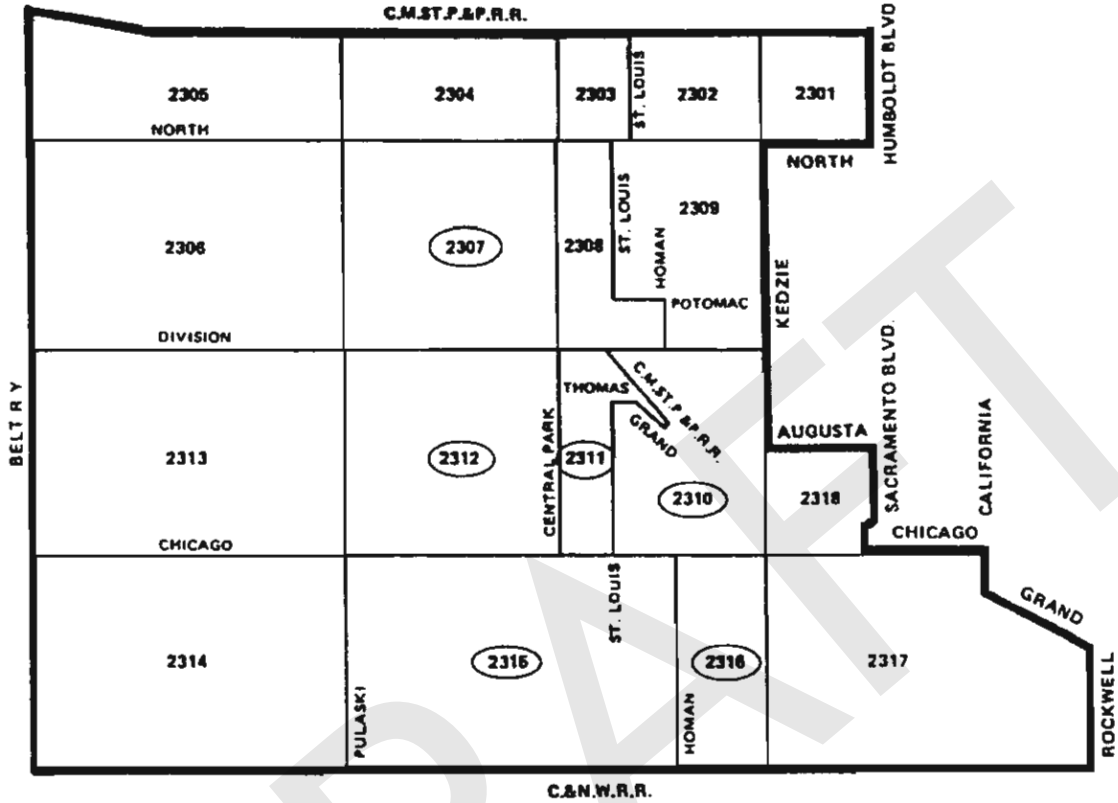 C.M.ST.P.&P.R.R.
HUMBOLDT BLVD
2305
2304
2303
ST. LOUIS
2302
2301
NORTH
NORTH
2306
2307
2308
ST. LOUIS
HOMAN
2309
POTOMAC
KEDZIE
DIVISION
BELT RY
2313
2312
CENTRAL PARK
THOMAS
2311
C.M.ST.P.&P.R.R.
GRAND
2310
AUGUSTA
2318
SACRAMENTO BLVD.
CALIFORNIA
CHICAGO
CHICAGO
2314
PULASKI
2315
ST. LOUIS
HOMAN
2316
2317
GRAND
ROCKWELL
C.&N.W.R.R.
DRAFT